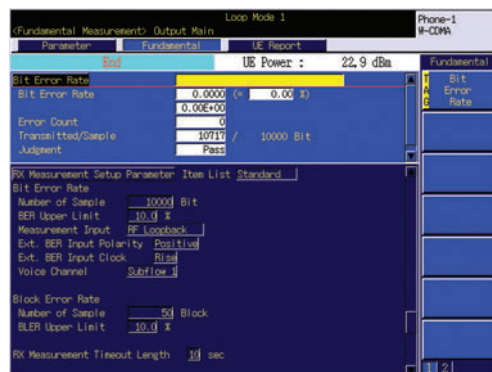 Loop Mode 1
<Fundamental Measurement> Output Main
Phone-1
W-CDMA
Parameter Fundamental UE Report
End UE Power : 22.9 dBm
Fundamental
Bit Error Rate
Bit Error Rate 0.0000 (= 0.00 %)
0.00E+00
Error Count 0
Transmitted/Sample 10717 / 10000 Bit
Judgment Pass
TAG Bit Error Rate
RX Measurement Setup Parameter Item List Standard
Bit Error Rate
Number of Sample 10000 Bit
BER Upper Limit 10.0 %
Measurement Input RF Loopback
Ext. BER Input Polarity Positive
Ext. BER Input Clock Rise
Voice Channel Subflow 1
Block Error Rate
Number of Sample 50 Block
BLER Upper Limit 10.0 %
RX Measurement Timeout Length 10 sec
1 2